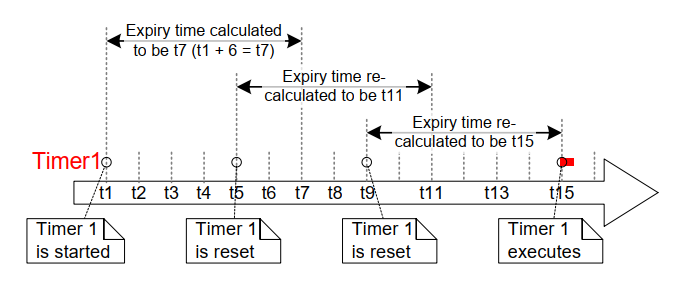 Expiry time calculated
to be t7 (t1 + 6 = t7)
Expiry time re-
calculated to be t11
Expiry time re-
calculated to be t15
Timer1
t1 t2 t3 t4 t5 t6 t7 t8 t9 t11 t13 t15
Timer 1
is started
Timer 1
is reset
Timer 1
is reset
Timer 1
executes